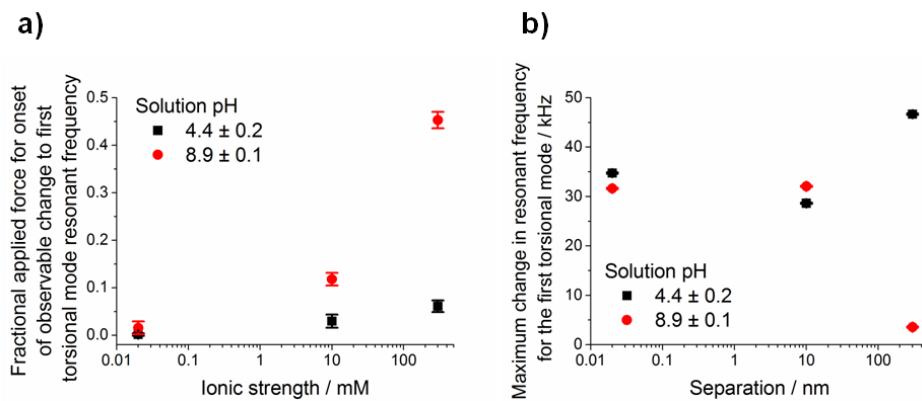 a)
Fractional applied force for onset
of observable change to first
torsional mode resonant frequency
0.5
0.4
0.3
0.2
0.1
0.0
Solution pH
4.4 ± 0.2
8.9 ± 0.1
0.01 0.1 1 10 100
Ionic strength / mM
b)
Maximum change in resonant frequency
for the first torsional mode / kHz
50
40
30
20
10
0
Solution pH
4.4 ± 0.2
8.9 ± 0.1
0.01 0.1 1 10 100
Separation / nm